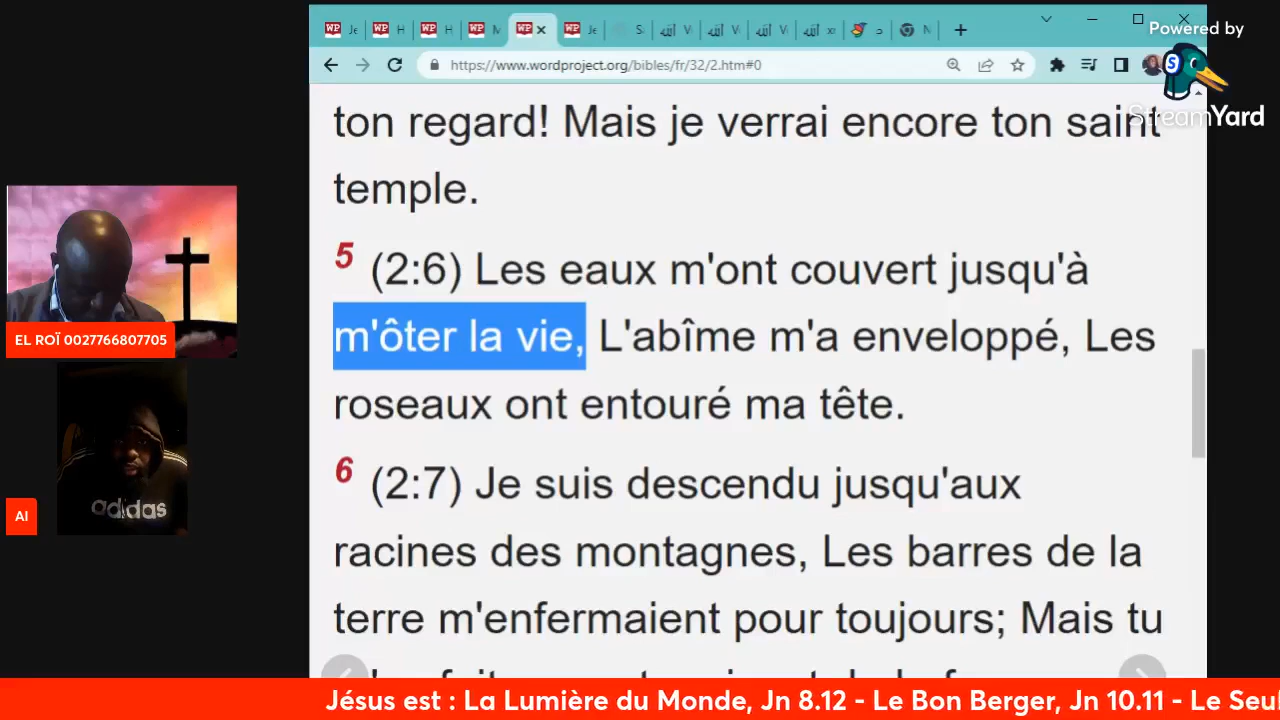 Powered by
StreamYard
https://www.wordproject.org/bibles/fr/32/2.htm#0
ton regard! Mais je verrai encore ton saint
temple.
5 (2:6) Les eaux m'ont couvert jusqu'à
m'ôter la vie, L'abîme m'a enveloppé, Les
roseaux ont entouré ma tête.
6 (2:7) Je suis descendu jusqu'aux
racines des montagnes, Les barres de la
terre m'enfermaient pour toujours; Mais tu
EL ROÏ 0027766807705
adidas
AI
Jésus est : La Lumière du Monde, Jn 8.12 - Le Bon Berger, Jn 10.11 - Le Seul